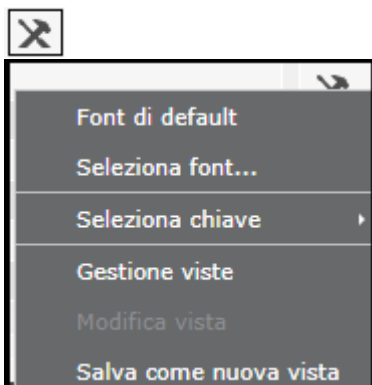 Font di default
Seleziona font...
Seleziona chiave
Gestione viste
Modifica vista
Salva come nuova vista